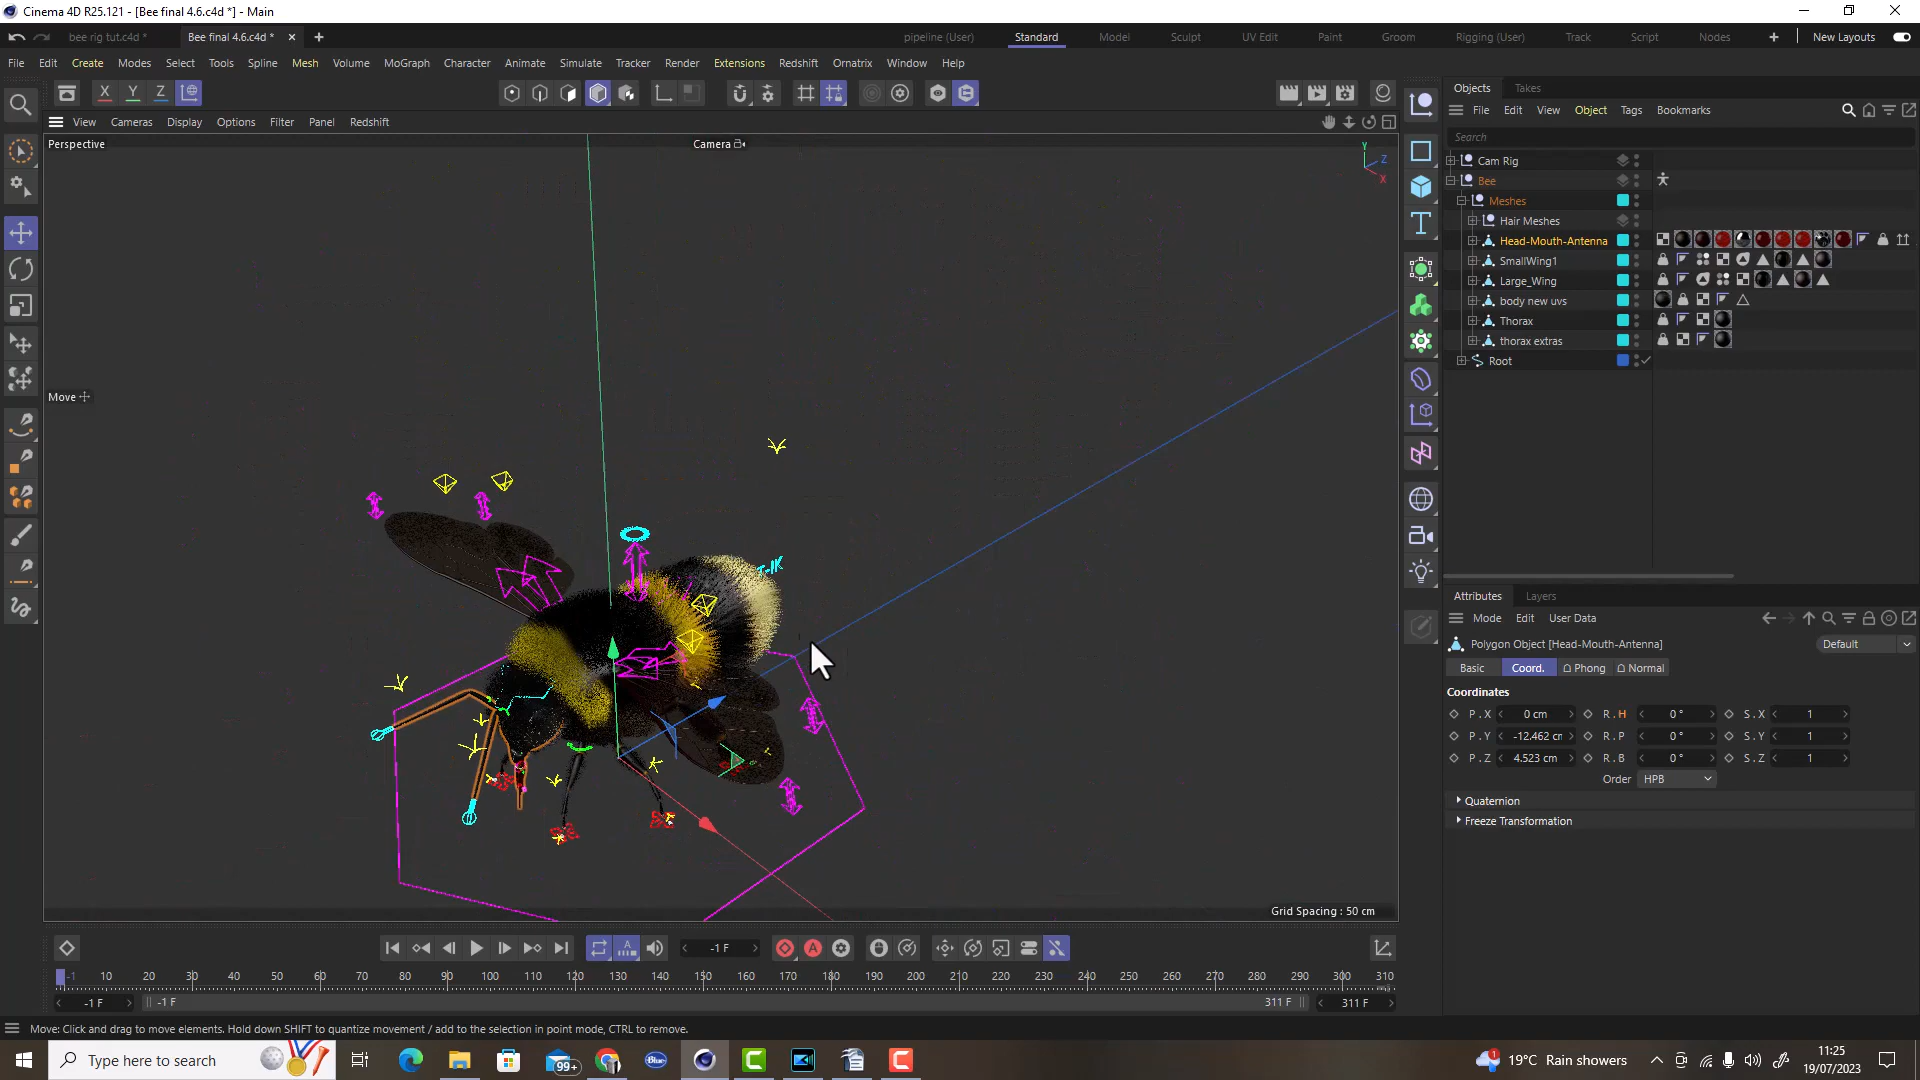 Cinema 4D R25.121 - [Bee final 4.6.c4d *] - Main
bee rig tut.c4d *
Bee final 4.6.c4d *
pipeline (User)
Standard
Model
Sculpt
UV Edit
Paint
Groom
Rigging (User)
Track
Script
Nodes
New Layouts
File Edit Create Modes Select Tools Spline Mesh Volume MoGraph Character Animate Simulate Tracker Render Extensions Redshift Ornatrix Window Help
X Y Z
View Cameras Display Options Filter Panel Redshift
Perspective
Camera
Y
Z
X
Move
T-IK
Grid Spacing : 50 cm
Objects Takes
File Edit View Object Tags Bookmarks
Search
Cam Rig
Bee
Meshes
Hair Meshes
Head-Mouth-Antenna
SmallWing1
Large_Wing
body new uvs
Thorax
thorax extras
Root
Attributes Layers
Mode Edit User Data
Polygon Object [Head-Mouth-Antenna]
Default
Basic Coord. Phong Normal
Coordinates
P . X 0 cm R . H 0 ° S . X 1
P . Y -12.462 cm R . P 0 ° S . Y 1
P . Z 4.523 cm R . B 0 ° S . Z 1
Order HPB
Quaternion
Freeze Transformation
-1 F
-1 10 20 30 40 50 60 70 80 90 100 110 120 130 140 150 160 170 180 190 200 210 220 230 240 250 260 270 280 290 300 310
-1 F
-1 F
311 F
311 F
Move: Click and drag to move elements. Hold down SHIFT to quantize movement / add to the selection in point mode, CTRL to remove.
Type here to search
99+
Blue
19°C Rain showers
11:25
19/07/2023